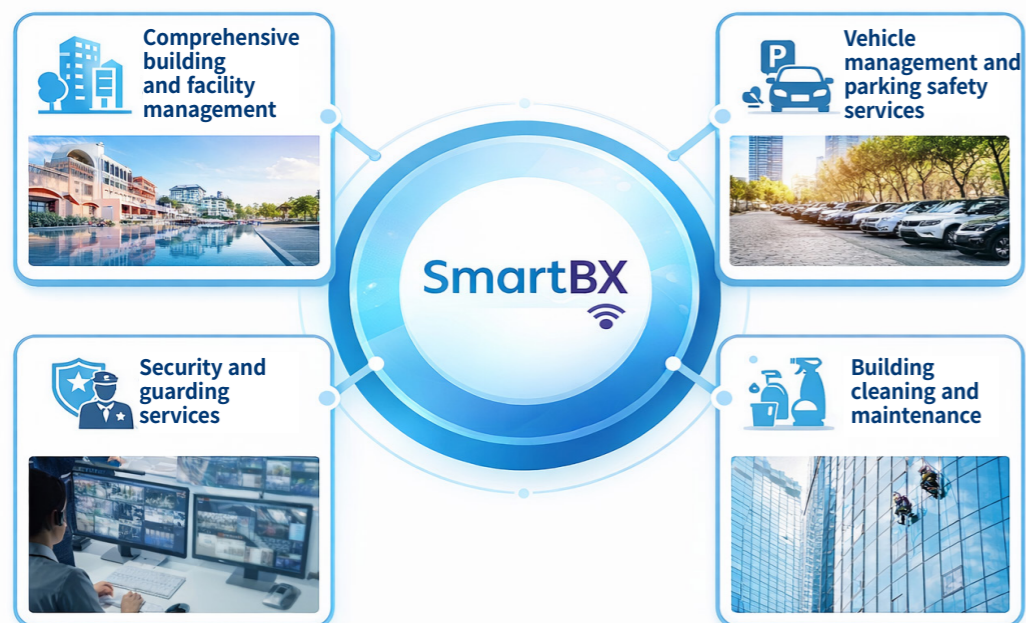 Comprehensive
building
and facility
management
Vehicle
management and
parking safety
services
P
SmartBX
Security and
guarding
services
Building
cleaning and
maintenance